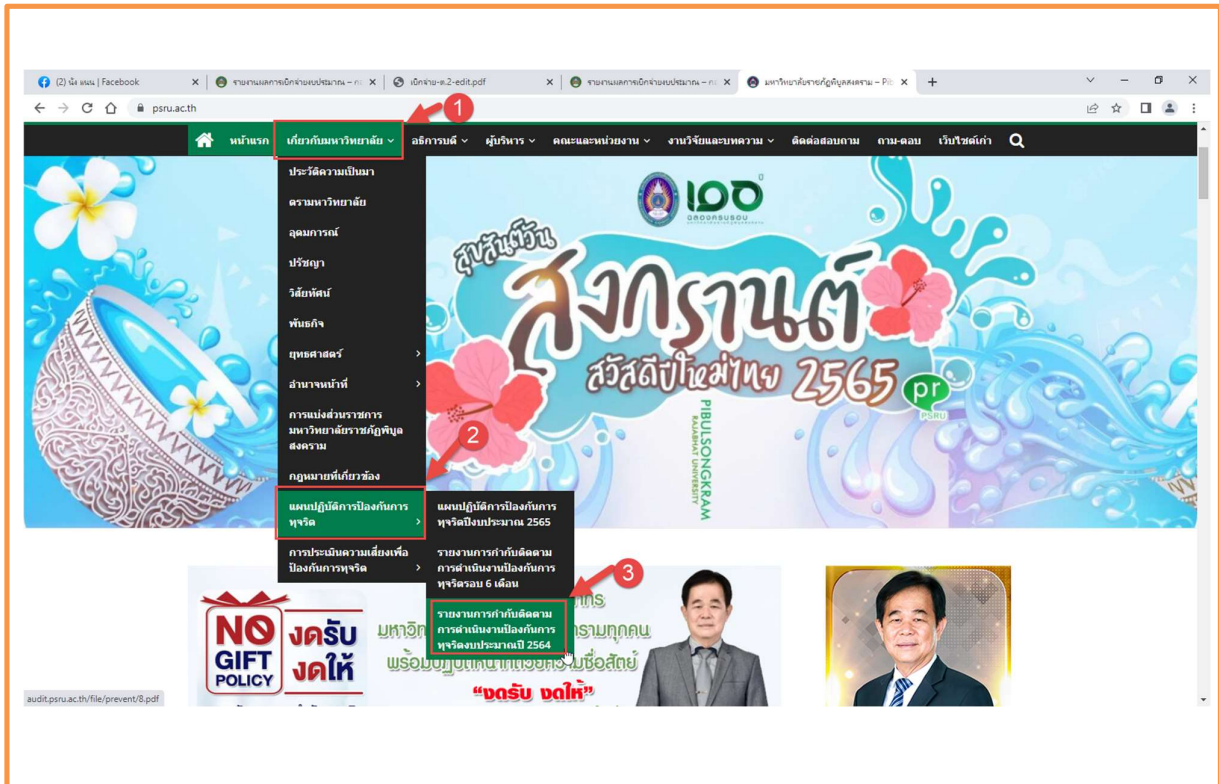 (2) นัง แนน | Facebook
รายงานผลการเบิกจ่ายงบประมาณ – กอ
เบิกจ่าย-ต.2-edit.pdf
รายงานผลการเบิกจ่ายงบประมาณ – กอ
มหาวิทยาลัยราชภัฏพิบูลสงคราม – Pib
psru.ac.th
1
หน้าแรก
เกี่ยวกับมหาวิทยาลัย
อธิการบดี
ผู้บริหาร
คณะและหน่วยงาน
งานวิจัยและบทความ
ติดต่อสอบถาม
ถาม-ตอบ
เว็บไซต์เก่า
ประวัติความเป็นมา
ตรามหาวิทยาลัย
อุดมการณ์
ปรัชญา
วิสัยทัศน์
พันธกิจ
ยุทธศาสตร์
อำนาจหน้าที่
การแบ่งส่วนราชการ
มหาวิทยาลัยราชภัฏพิบูล
สงคราม
กฎหมายที่เกี่ยวข้อง
2
แผนปฏิบัติการป้องกันการ
ทุจริต
การประเมินความเสี่ยงเพื่อ
ป้องกันการทุจริต
แผนปฏิบัติการป้องกันการ
ทุจริตปีงบประมาณ 2565
รายงานการกำกับติดตาม
การดำเนินงานป้องกันการ
ทุจริตรอบ 6 เดือน
3
รายงานการกำกับติดตาม
การดำเนินงานป้องกันการ
ทุจริตงบประมาณปี 2564
๑๐๐ ปี
ฉลองครบรอบ
สุขสันต์วัน
สงกรานต์
สวัสดีปีใหม่ไทย 2565
pr
PSRU
PIBULSONGKRAM
RAJABHAT UNIVERSITY
NO
GIFT
POLICY
งดรับ
งดให้
“งดรับ งดให้”
audit.psru.ac.th/file/prevent/8.pdf